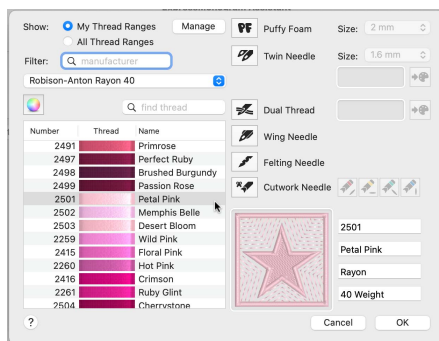 Show: My Thread Ranges Manage
All Thread Ranges
Filter: manufacturer
Robison-Anton Rayon 40
find thread
Number Thread Name
2491 Primrose
2497 Perfect Ruby
2498 Brushed Burgundy
2499 Passion Rose
2501 Petal Pink
2502 Memphis Belle
2503 Desert Bloom
2259 Wild Pink
2415 Floral Pink
2260 Hot Pink
2416 Crimson
2261 Ruby Glint
2504 Cherrystone
PF Puffy Foam Size: 2 mm
Twin Needle Size: 1.6 mm
Dual Thread
Wing Needle
Felting Needle
Cutwork Needle
2501
Petal Pink
Rayon
40 Weight
? Cancel OK